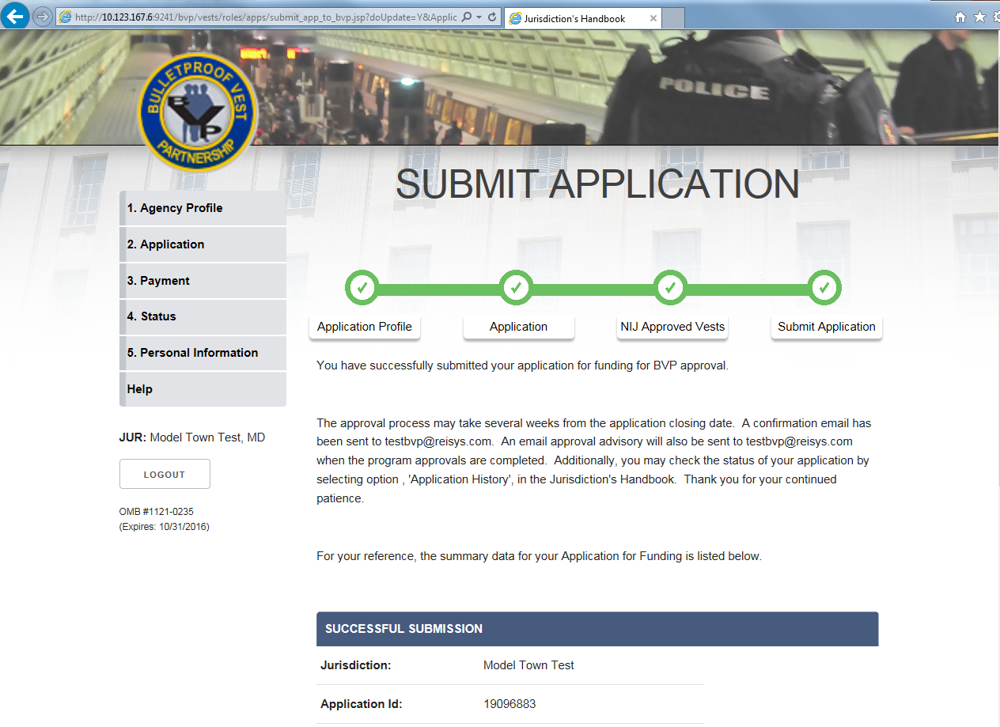 http://10.123.167.6:9241/bvp/vests/roles/apps/submit_app_to_bvp.jsp?doUpdate=Y&Applic
Jurisdiction's Handbook
BULLETPROOF VEST
BVP
PARTNERSHIP
POLICE
SUBMIT APPLICATION
1. Agency Profile
2. Application
3. Payment
4. Status
5. Personal Information
Help
JUR: Model Town Test, MD
LOGOUT
OMB #1121-0235
(Expires: 10/31/2016)
Application Profile
Application
NIJ Approved Vests
Submit Application
You have successfully submitted your application for funding for BVP approval.
The approval process may take several weeks from the application closing date.  A confirmation email has
been sent to testbvp@reisys.com.  An email approval advisory will also be sent to testbvp@reisys.com
when the program approvals are completed.  Additionally, you may check the status of your application by
selecting option , 'Application History', in the Jurisdiction's Handbook.  Thank you for your continued
patience.
For your reference, the summary data for your Application for Funding is listed below.
SUCCESSFUL SUBMISSION
Jurisdiction: Model Town Test
Application Id: 19096883